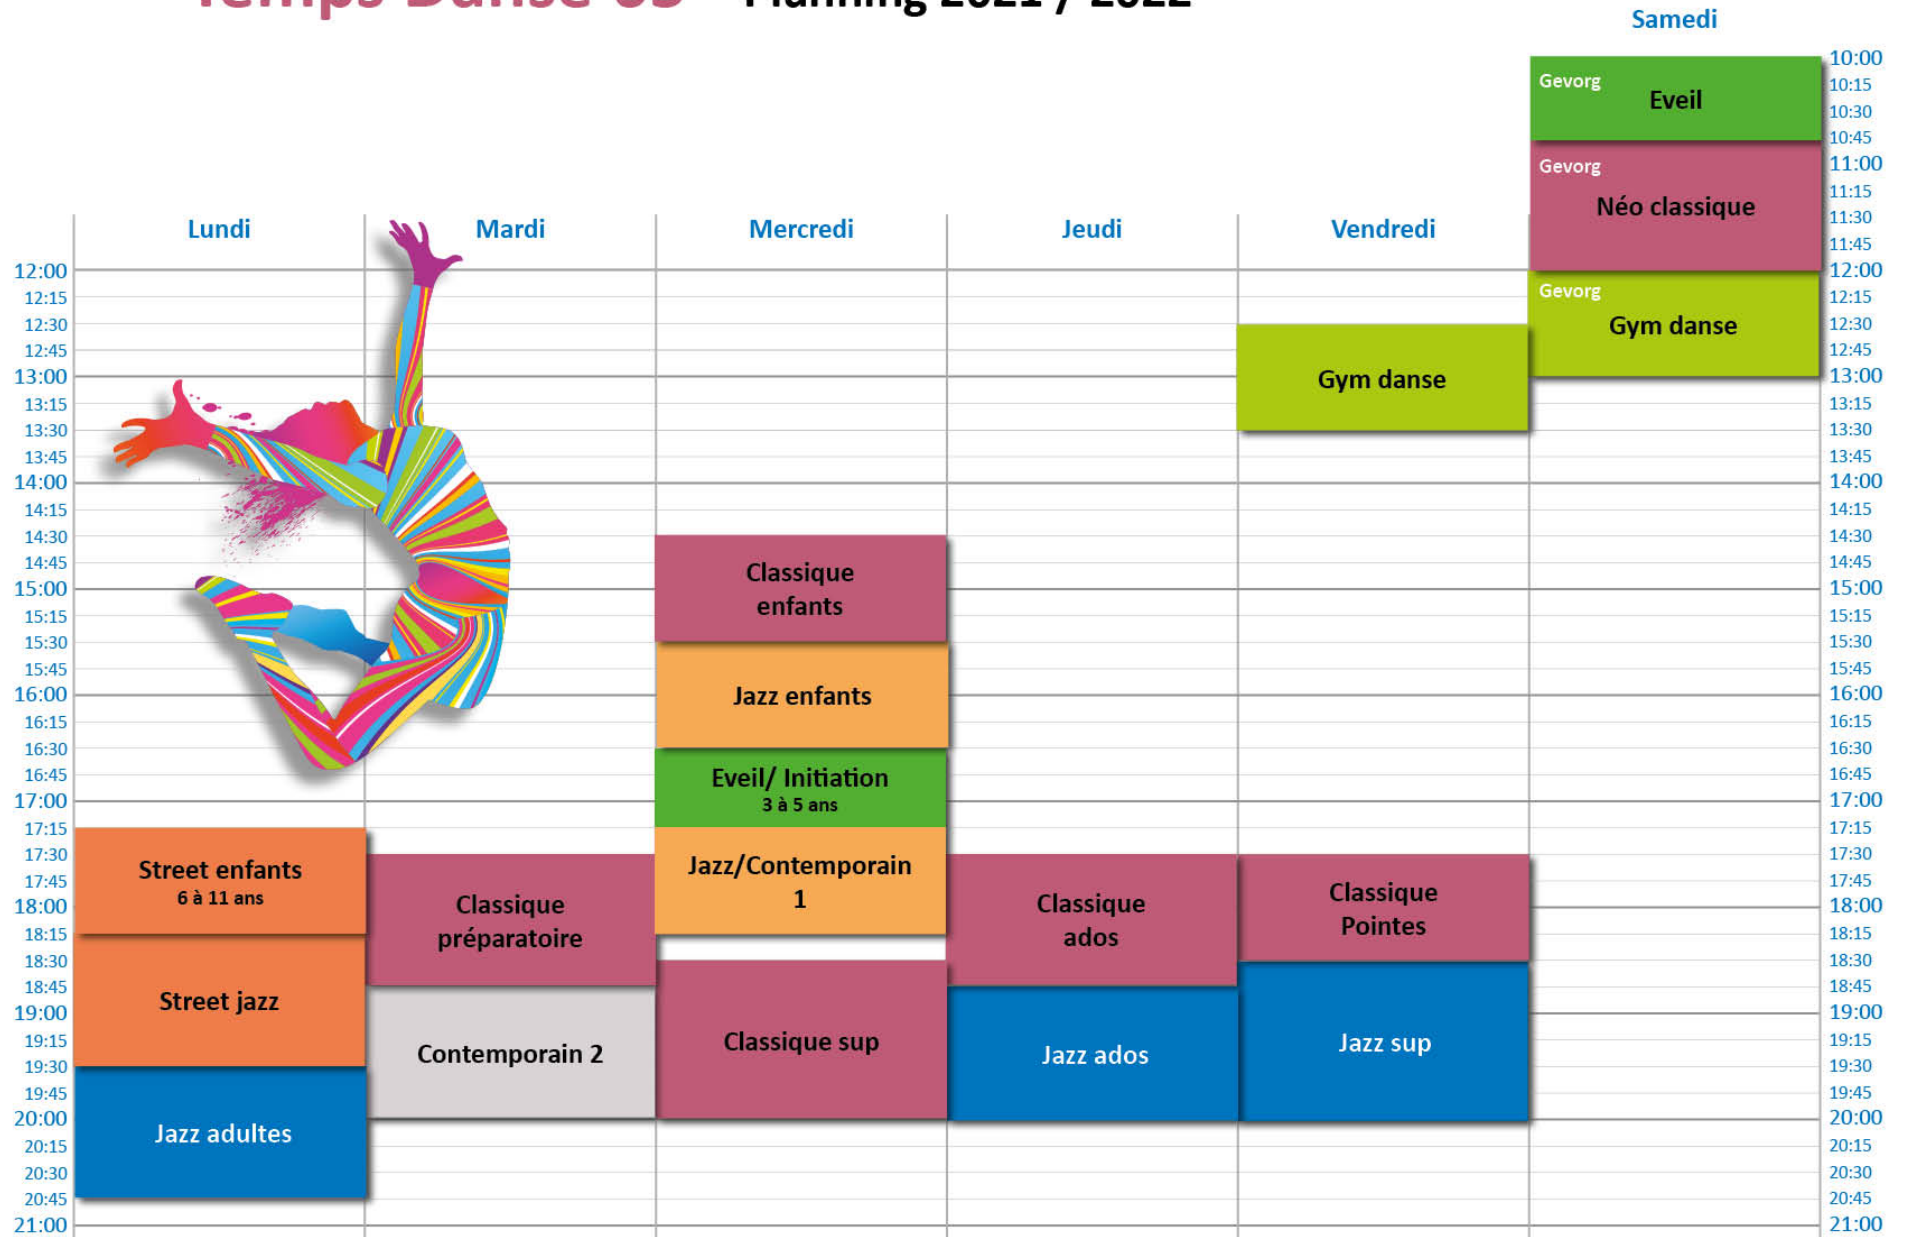 Temps Danse 63 Planning 2021 / 2022
Samedi
10:00
10:15
10:30
10:45
11:00
11:15
11:30
11:45
12:00
12:15
12:30
12:45
13:00
13:15
13:30
13:45
14:00
14:15
14:30
14:45
15:00
15:15
15:30
15:45
16:00
16:15
16:30
16:45
17:00
17:15
17:30
17:45
18:00
18:15
18:30
18:45
19:00
19:15
19:30
19:45
20:00
20:15
20:30
20:45
21:00
Gevorg
Eveil
Gevorg
Néo classique
Gevorg
Gym danse
Lundi
Mardi
Mercredi
Jeudi
Vendredi
12:00
12:15
12:30
12:45
13:00
13:15
13:30
13:45
14:00
14:15
14:30
14:45
15:00
15:15
15:30
15:45
16:00
16:15
16:30
16:45
17:00
17:15
17:30
17:45
18:00
18:15
18:30
18:45
19:00
19:15
19:30
19:45
20:00
20:15
20:30
20:45
21:00
Street enfants
6 à 11 ans
Street jazz
Jazz adultes
Classique
préparatoire
Contemporain 2
Classique
enfants
Jazz enfants
Eveil/ Initiation
3 à 5 ans
Jazz/Contemporain
1
Classique sup
Classique
ados
Jazz ados
Gym danse
Classique
Pointes
Jazz sup